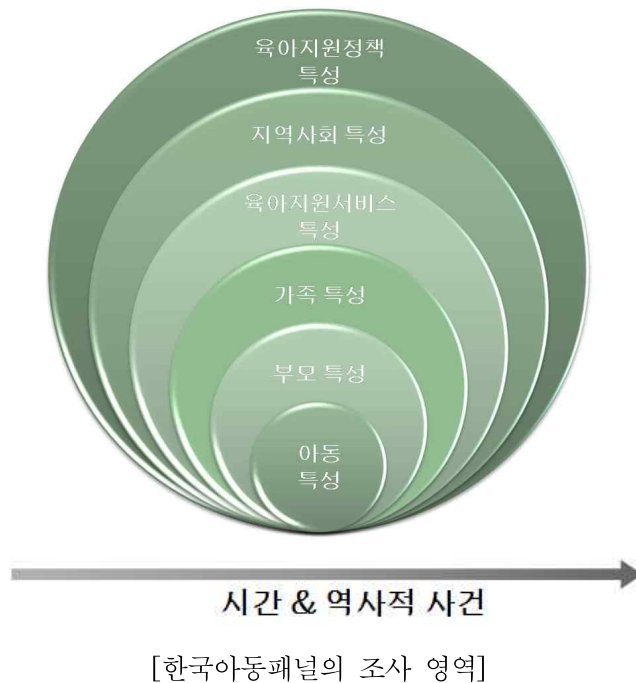 육아지원정책
특성
지역사회 특성
육아지원서비스
특성
가족 특성
부모 특성
아동
특성
시간 & 역사적 사건
[한국아동패널의 조사 영역]